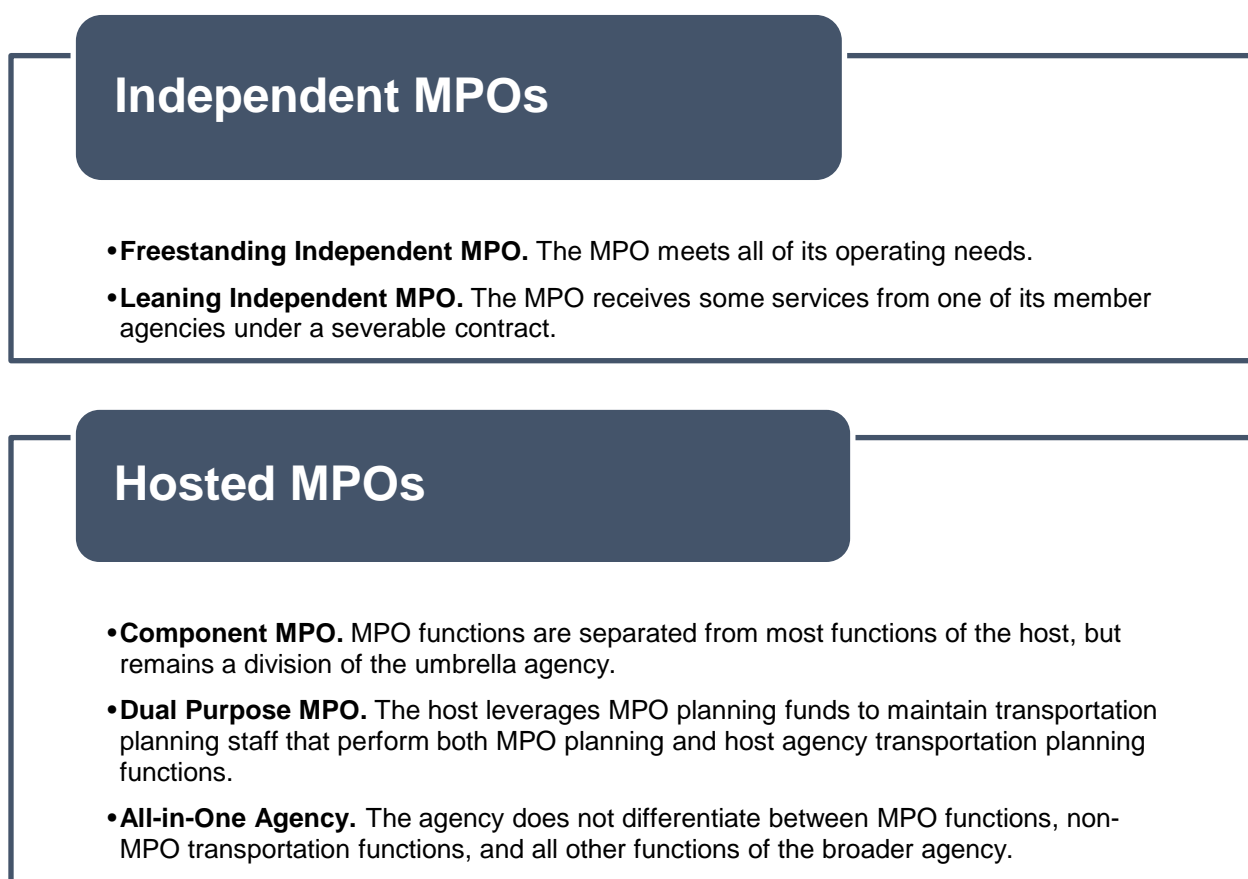 Independent MPOs
•Freestanding Independent MPO. The MPO meets all of its operating needs.
•Leaning Independent MPO. The MPO receives some services from one of its member
agencies under a severable contract.
Hosted MPOs
•Component MPO. MPO functions are separated from most functions of the host, but
remains a division of the umbrella agency.
•Dual Purpose MPO. The host leverages MPO planning funds to maintain transportation
planning staff that perform both MPO planning and host agency transportation planning
functions.
•All-in-One Agency. The agency does not differentiate between MPO functions, non-
MPO transportation functions, and all other functions of the broader agency.